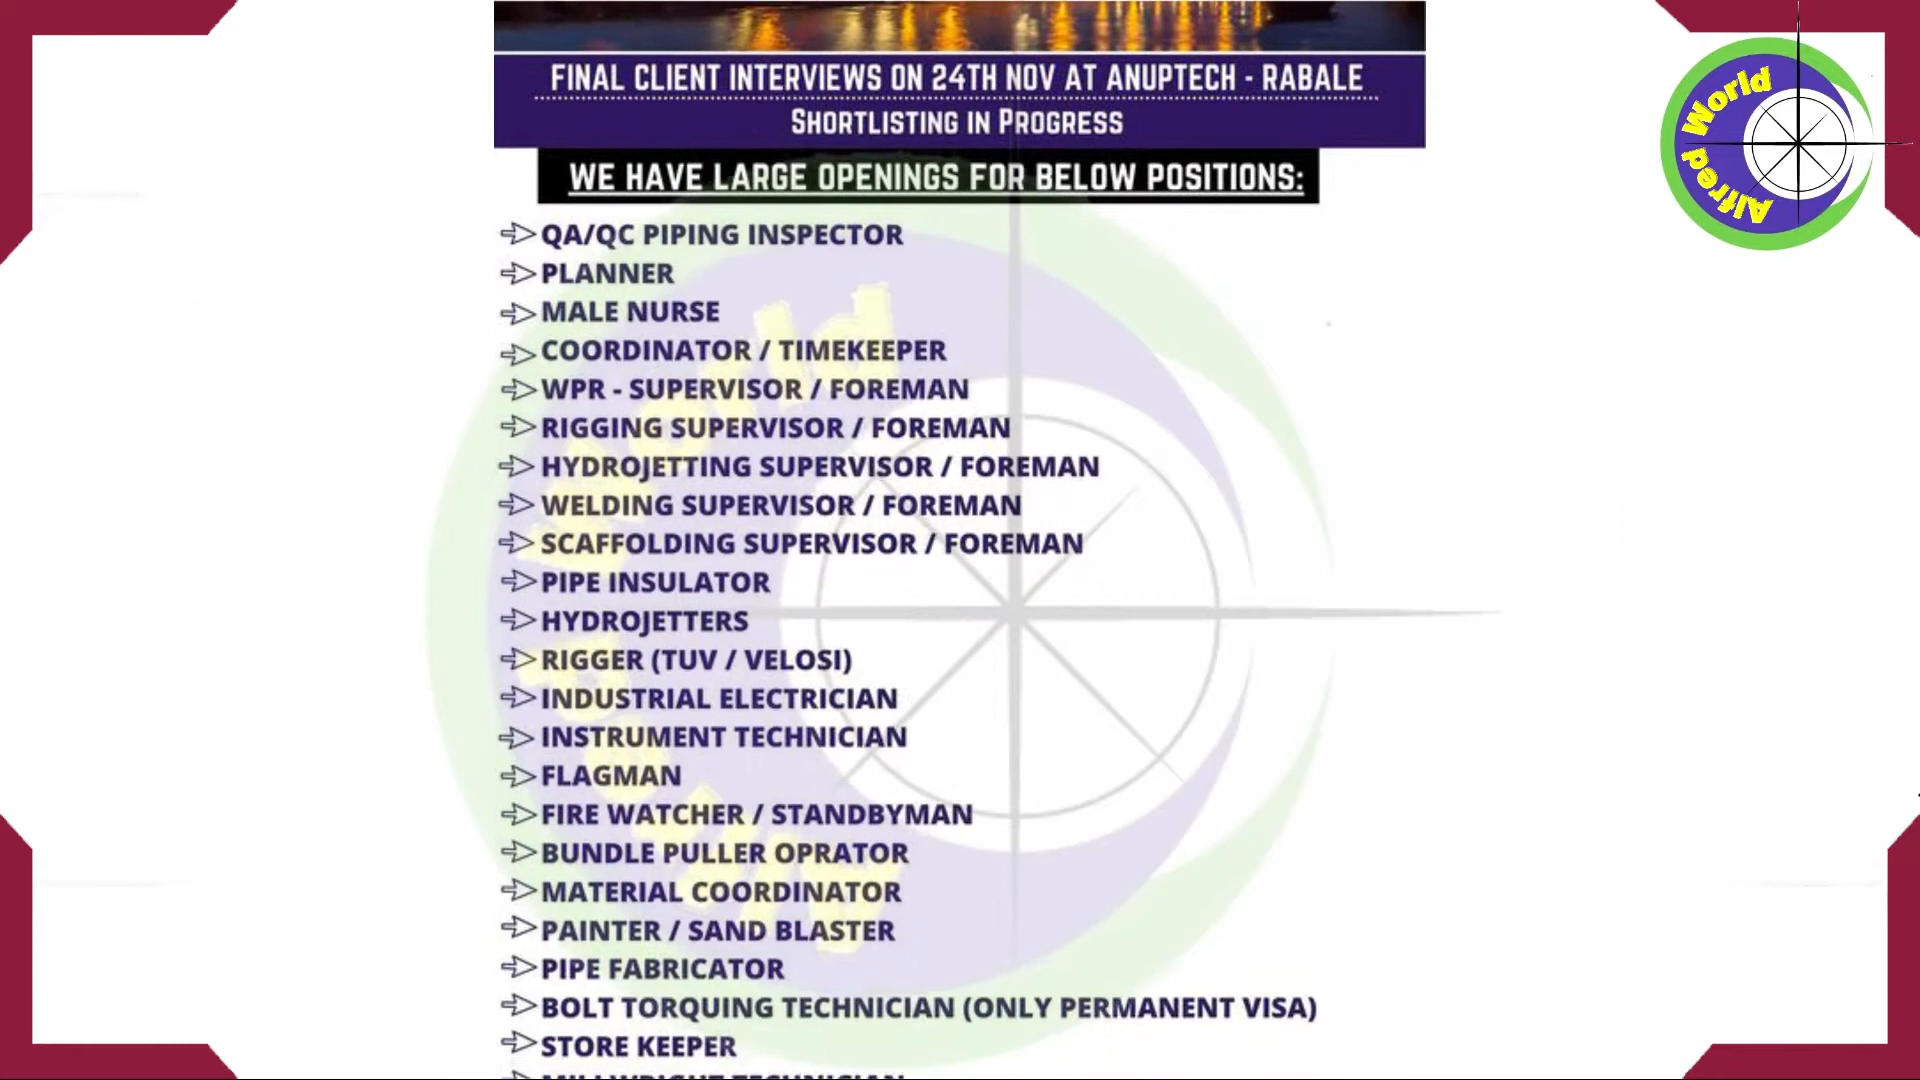 FINAL CLIENT INTERVIEWS ON 24TH NOV AT ANUPTECH - RABALE
SHORTLISTING IN PROGRESS
WE HAVE LARGE OPENINGS FOR BELOW POSITIONS:
QA/QC PIPING INSPECTOR
PLANNER
MALE NURSE
COORDINATOR / TIMEKEEPER
WPR - SUPERVISOR / FOREMAN
RIGGING SUPERVISOR / FOREMAN
HYDROJETTING SUPERVISOR / FOREMAN
WELDING SUPERVISOR / FOREMAN
SCAFFOLDING SUPERVISOR / FOREMAN
PIPE INSULATOR
HYDROJETTERS
RIGGER (TUV / VELOSI)
INDUSTRIAL ELECTRICIAN
INSTRUMENT TECHNICIAN
FLAGMAN
FIRE WATCHER / STANDBYMAN
BUNDLE PULLER OPRATOR
MATERIAL COORDINATOR
PAINTER / SAND BLASTER
PIPE FABRICATOR
BOLT TORQUING TECHNICIAN (ONLY PERMANENT VISA)
STORE KEEPER
Alfred World
Alfred World